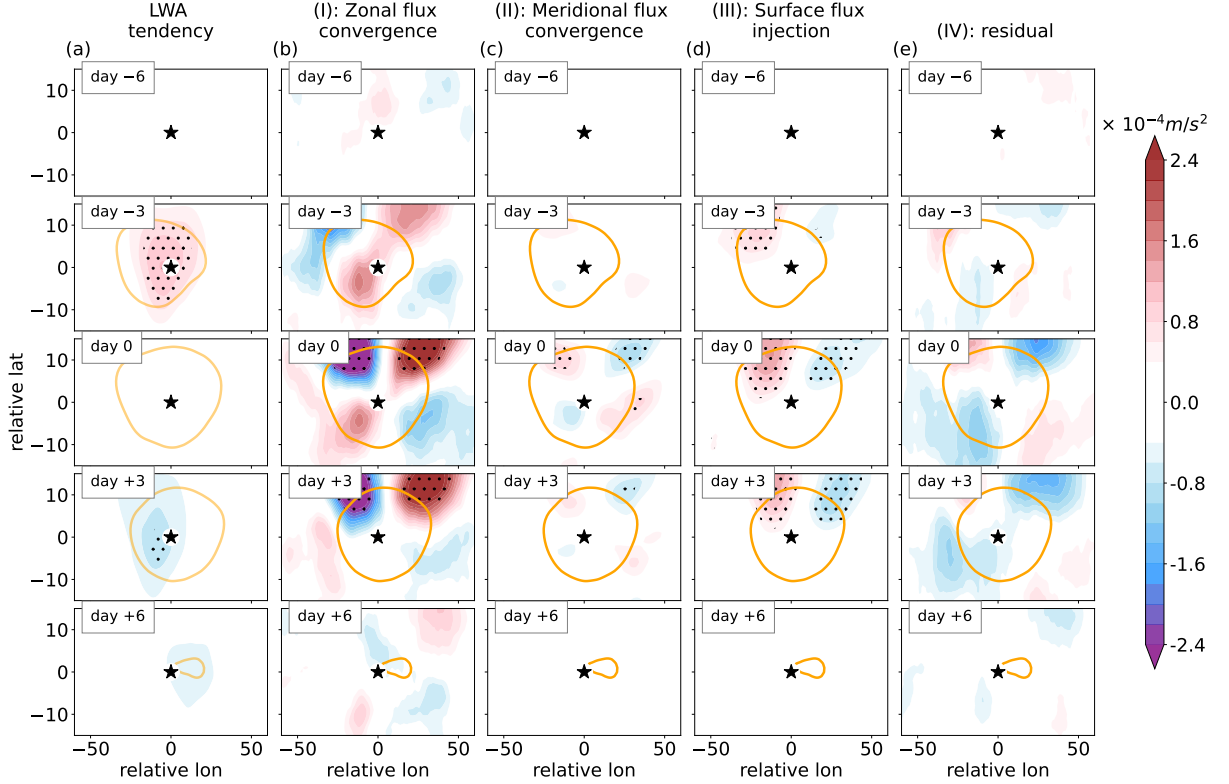 LWA
tendency
(I): Zonal flux
convergence
(II): Meridional flux
convergence
(III): Surface flux
injection
(IV): residual
(a)
(b)
(c)
(d)
(e)
day −6
day −6
day −6
day −6
day −6
10
0
−10
day −3
day −3
day −3
day −3
day −3
10
0
−10
day 0
day 0
day 0
day 0
day 0
10
0
−10
relative lat
day +3
day +3
day +3
day +3
day +3
10
0
−10
day +6
day +6
day +6
day +6
day +6
10
0
−10
−50 0 50
−50 0 50
−50 0 50
−50 0 50
−50 0 50
relative lon
relative lon
relative lon
relative lon
relative lon
× 10⁻⁴m/s²
2.4
1.6
0.8
0.0
-0.8
-1.6
-2.4